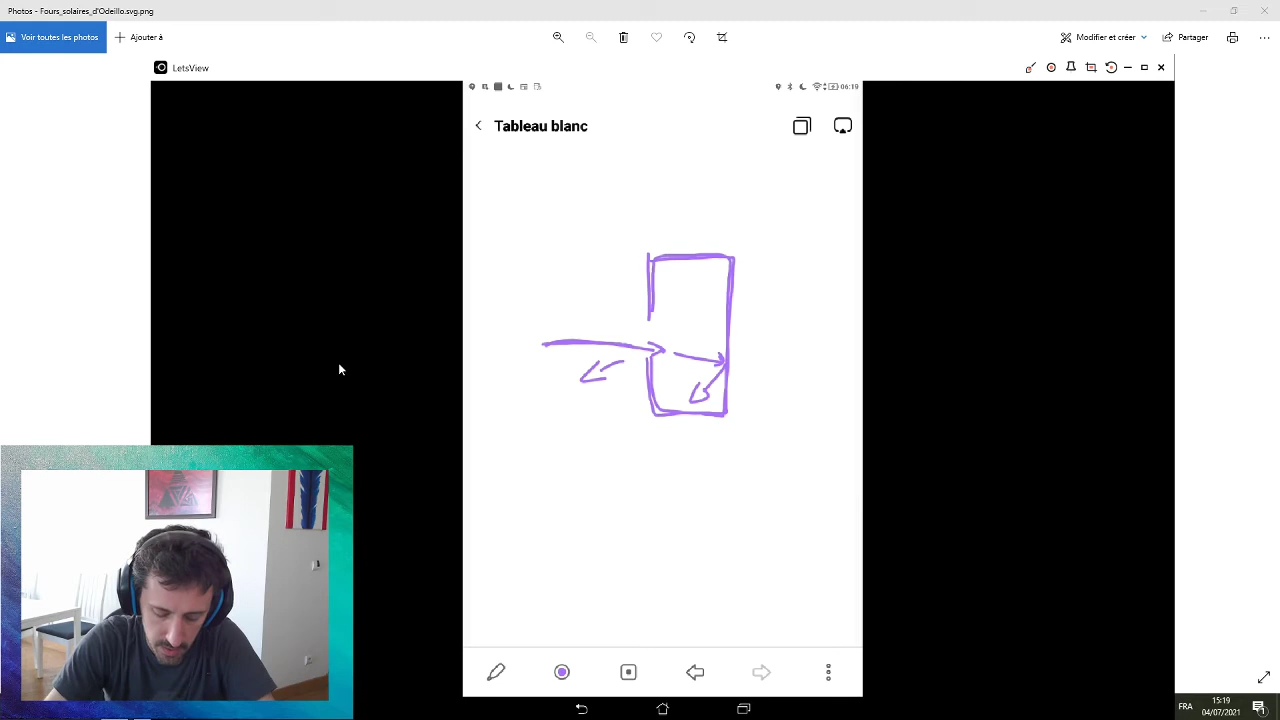 Photos - Fours_solaires_d'Odeillo.svg.png
Voir toutes les photos
Ajouter à
Modifier et créer
Partager
LetsView
06:19
Tableau blanc
FRA
15:19
04/07/2021